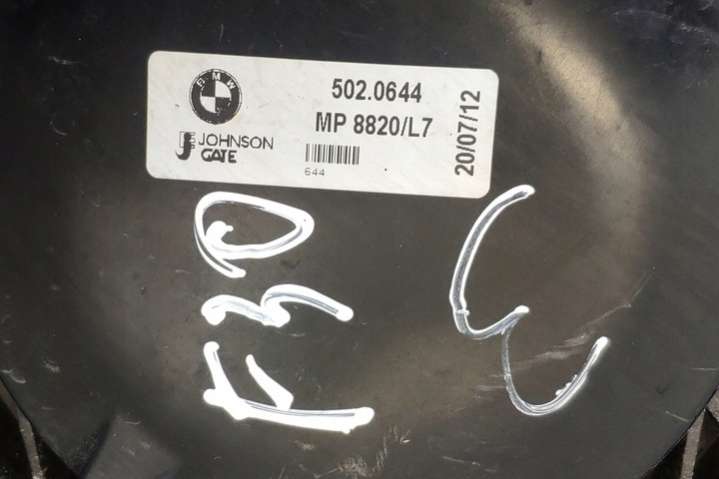 BMW
502.0644
MP 8820/L7
20/07/12
JOHNSON
GATE
644
F30
E